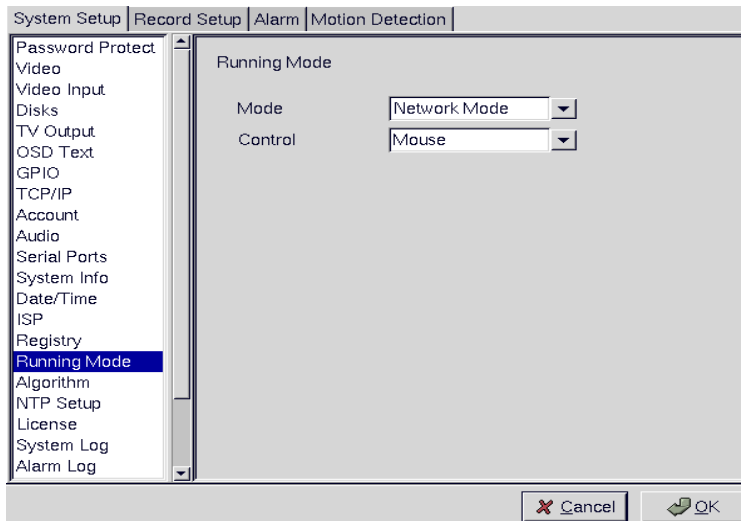 System Setup Record Setup Alarm Motion Detection
Password Protect
Video
Video Input
Disks
TV Output
OSD Text
GPIO
TCP/IP
Account
Audio
Serial Ports
System Info
Date/Time
ISP
Registry
Running Mode
Algorithm
NTP Setup
License
System Log
Alarm Log
Running Mode
Mode Network Mode
Control Mouse
Cancel OK